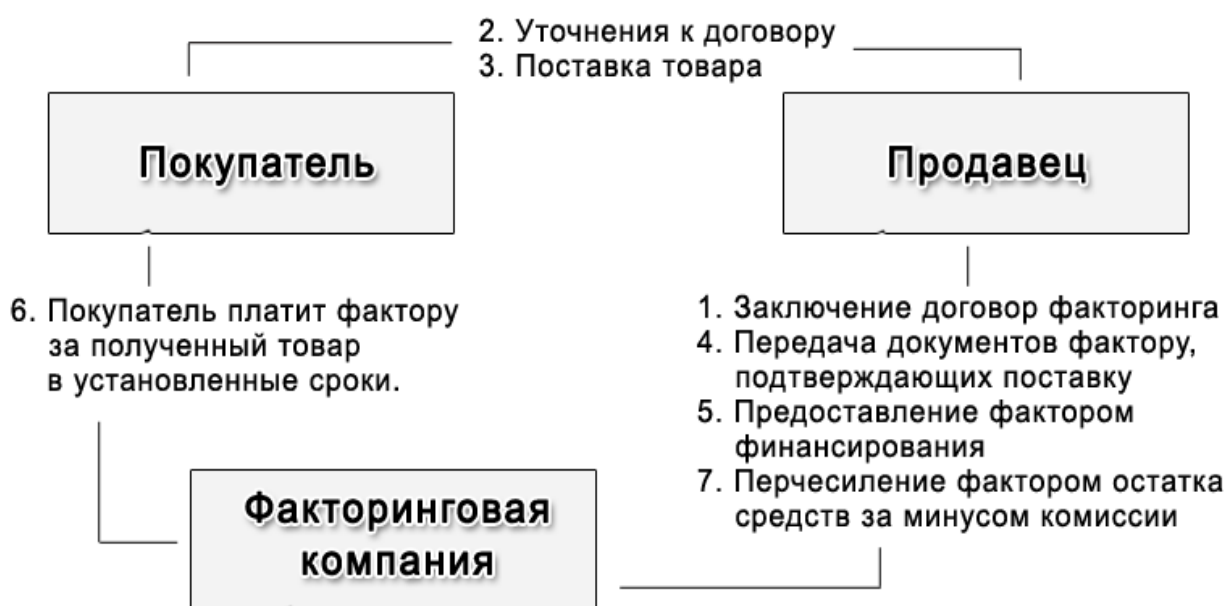 2. Уточнения к договору
3. Поставка товара
Покупатель
Продавец
6. Покупатель платит фактору
за полученный товар
в установленные сроки.
1. Заключение договор факторинга
4. Передача документов фактору,
подтверждающих поставку
5. Предоставление фактором
финансирования
7. Перчесиление фактором остатка
средств за минусом комиссии
Факторинговая
компания